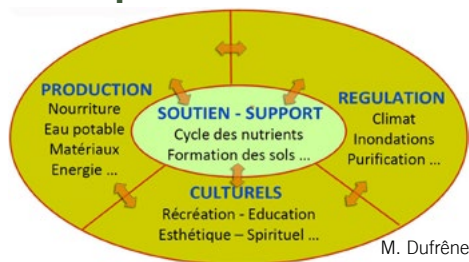 PRODUCTION
Nourriture
Eau potable
Matériaux
Energie ...
SOUTIEN - SUPPORT
Cycle des nutrients
Formation des sols ...
REGULATION
Climat
Inondations
Purification ...
CULTURELS
Récréation - Education
Esthétique – Spirituel ...
M. Dufrêne